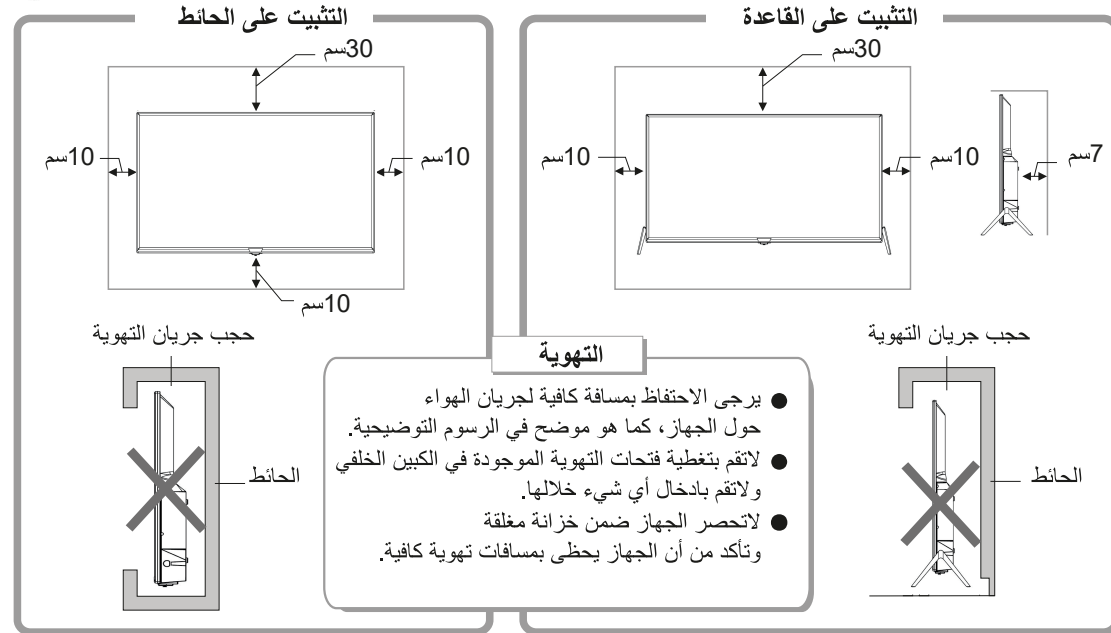 التثبيت على القاعدة
30سم
10سم
10سم
7سم
حجب جريان التهوية
الحائط
التثبيت على الحائط
30سم
10سم
10سم
10سم
حجب جريان التهوية
الحائط
التهوية
● يرجى الاحتفاظ بمسافة كافية لجريان الهواء
حول الجهاز، كما هو موضح في الرسوم التوضيحية.
● لاتقم بتغطية فتحات التهوية الموجودة في الكبين الخلفي
ولاتقم بادخال أي شيء خلالها.
● لاتحصر الجهاز ضمن خزانة مغلقة
وتأكد من أن الجهاز يحظى بمسافات تهوية كافية.